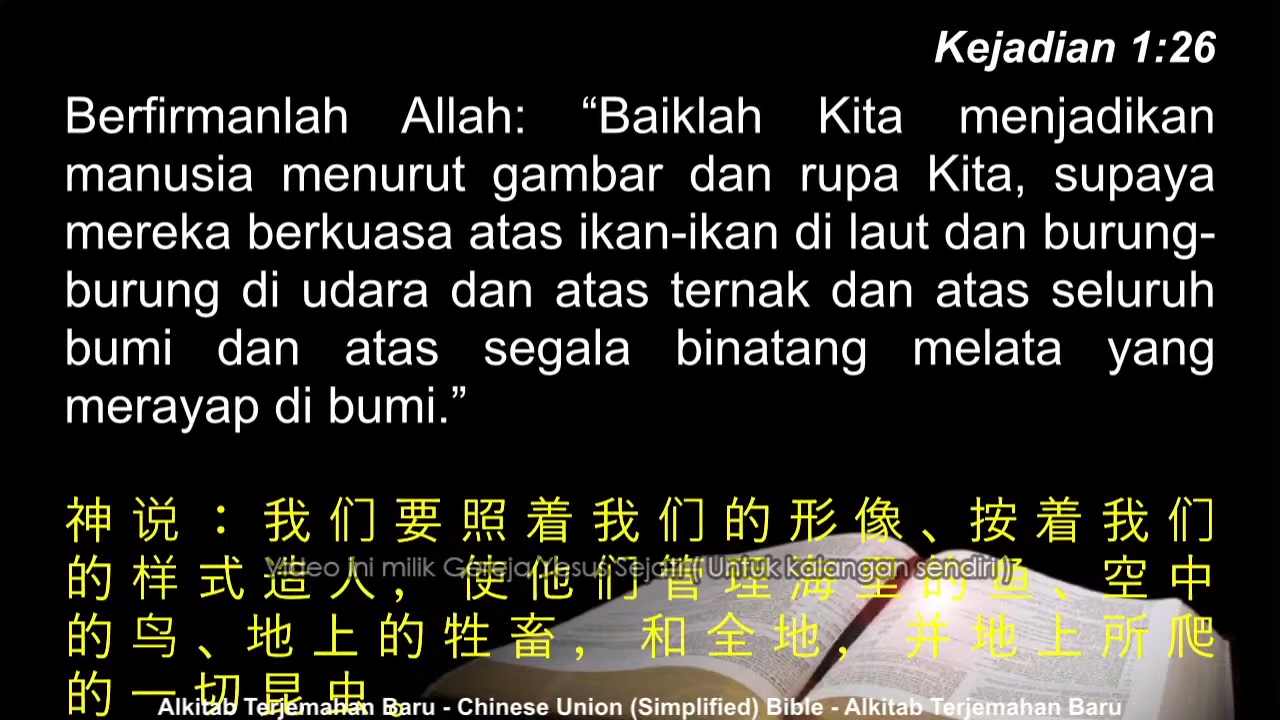 Kejadian 1:26
Berfirmanlah Allah: “Baiklah Kita menjadikan
manusia menurut gambar dan rupa Kita, supaya
mereka berkuasa atas ikan-ikan di laut dan burung-
burung di udara dan atas ternak dan atas seluruh
bumi dan atas segala binatang melata yang
merayap di bumi.”
神说：我们要照着我们的形像、按着我们
的样式造人，使他们管理海里的鱼、空中
Video ini milik Gereja Yesus Sejati ( Untuk kalangan sendiri )
的鸟、地上的牲畜，和全地，并地上所爬
的一切昆虫。
Alkitab Terjemahan Baru - Chinese Union (Simplified) Bible - Alkitab Terjemahan Baru